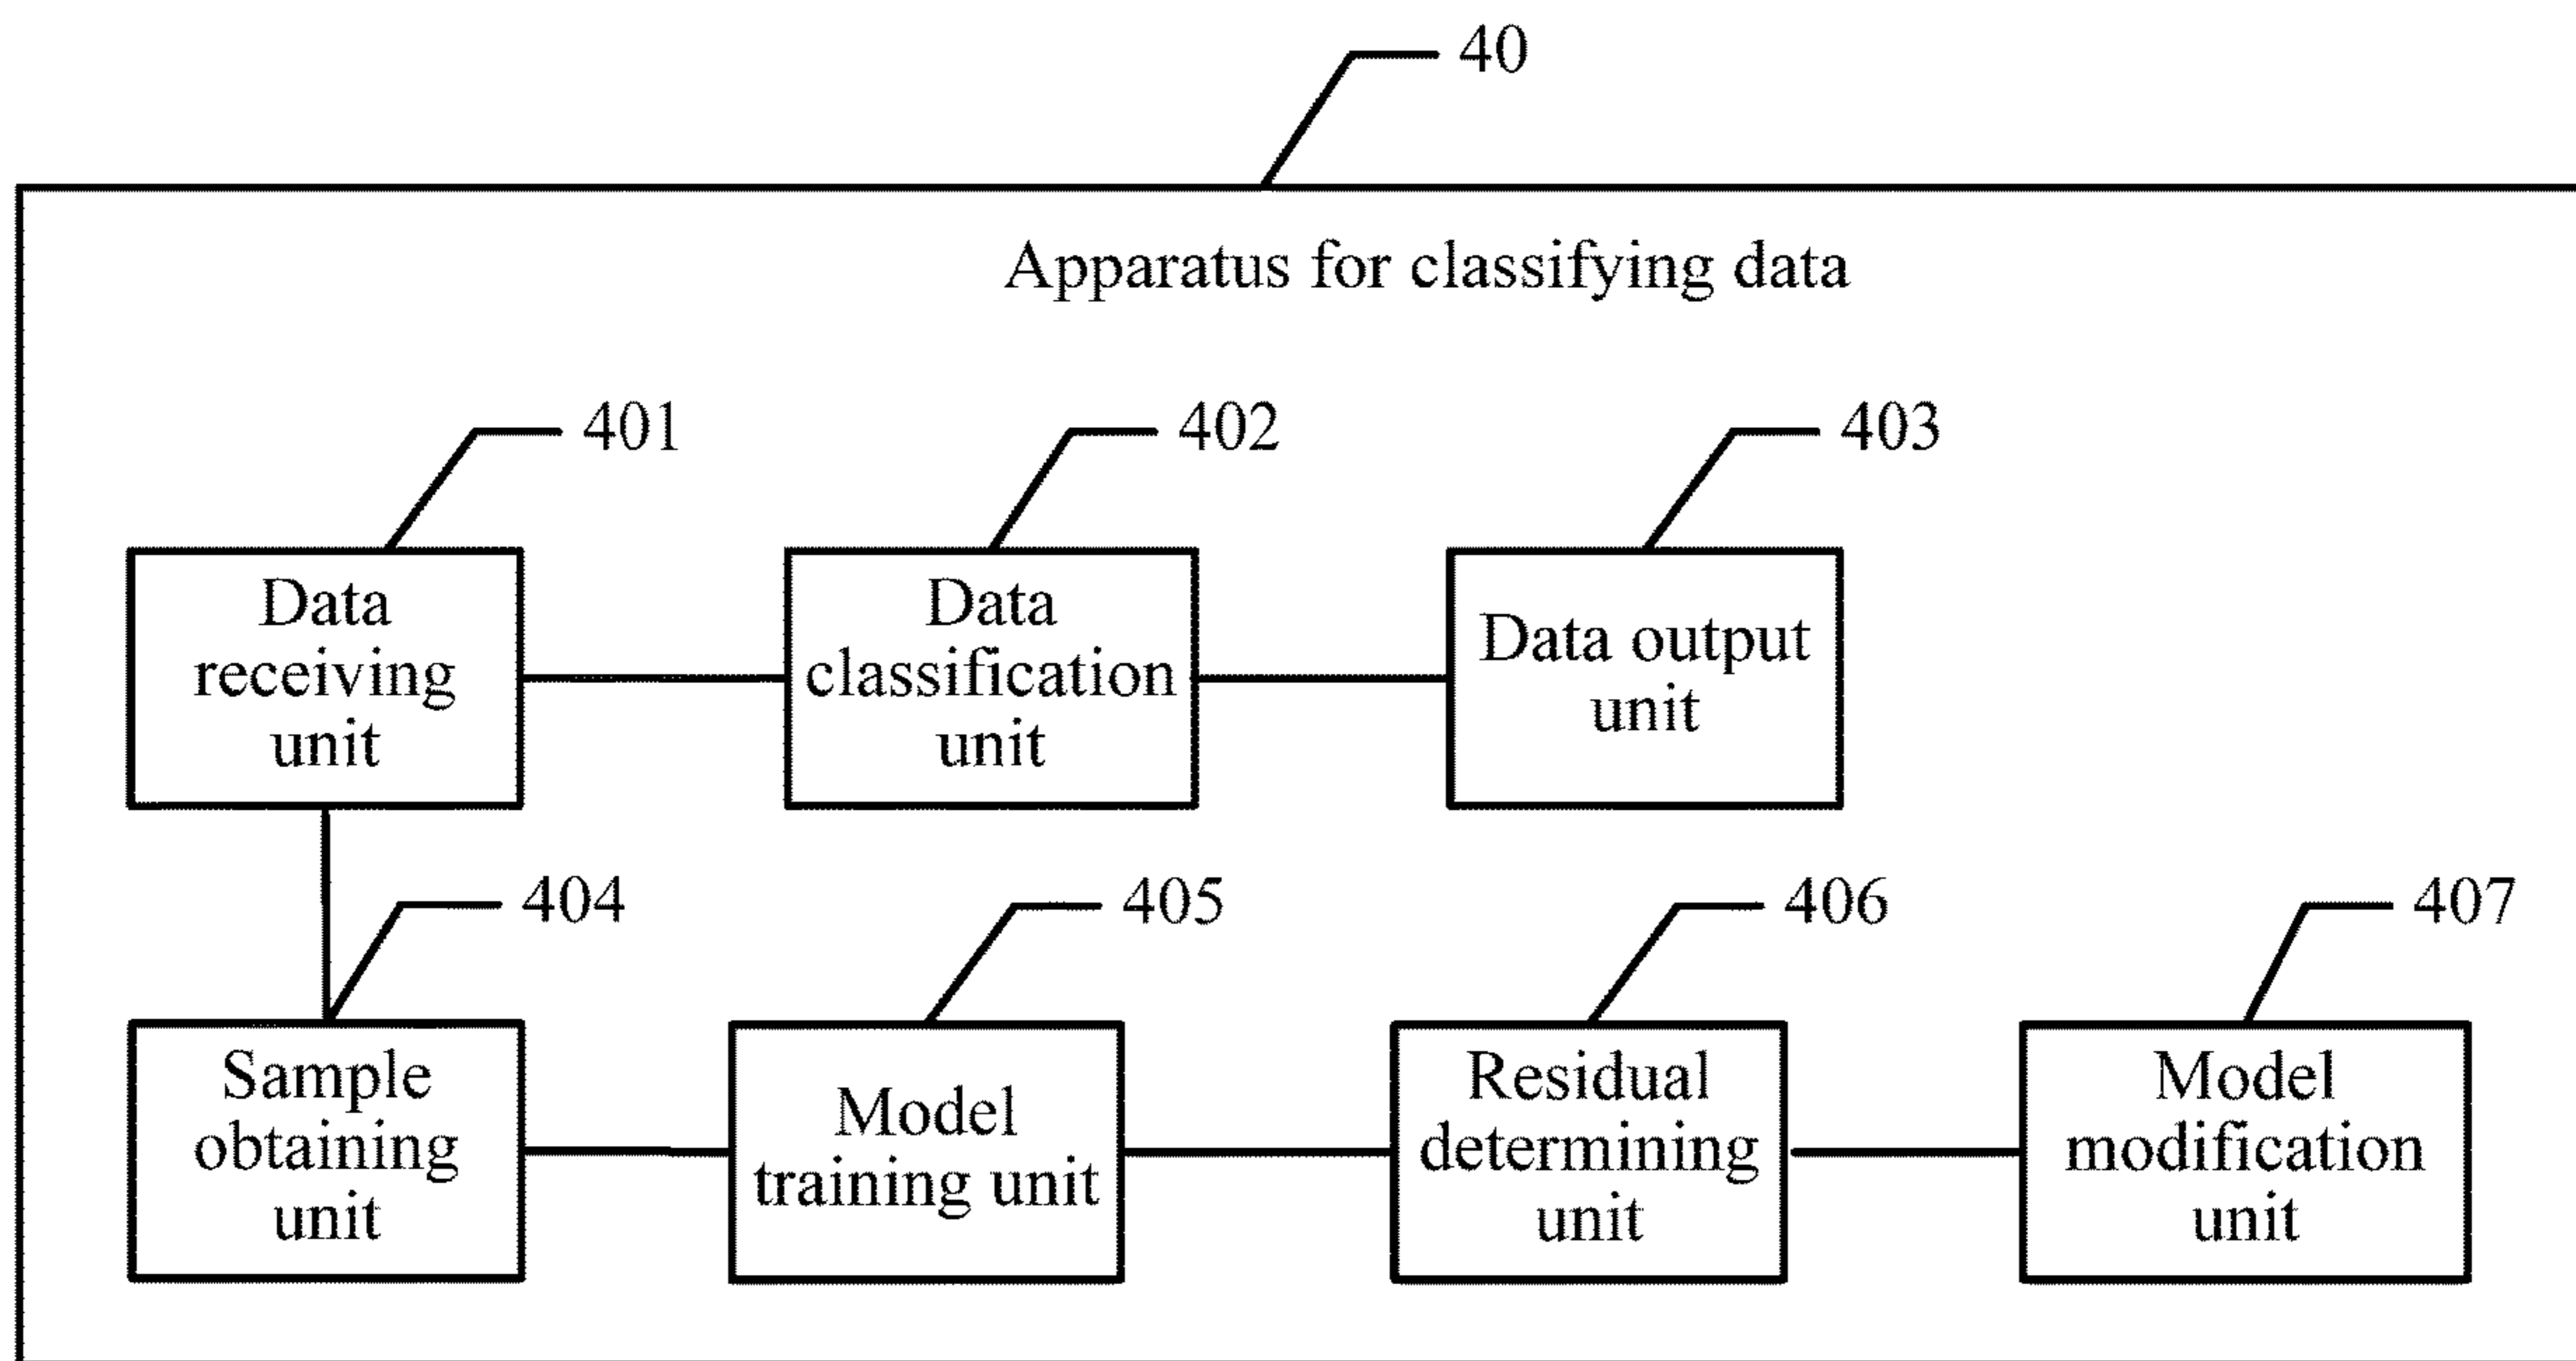 40
Apparatus for classifying data
401
402
403
Data
receiving
unit
Data
classification
unit
Data output
unit
404
405
406
407
Sample
obtaining
unit
Model
training unit
Residual
determining
unit
Model
modification
unit